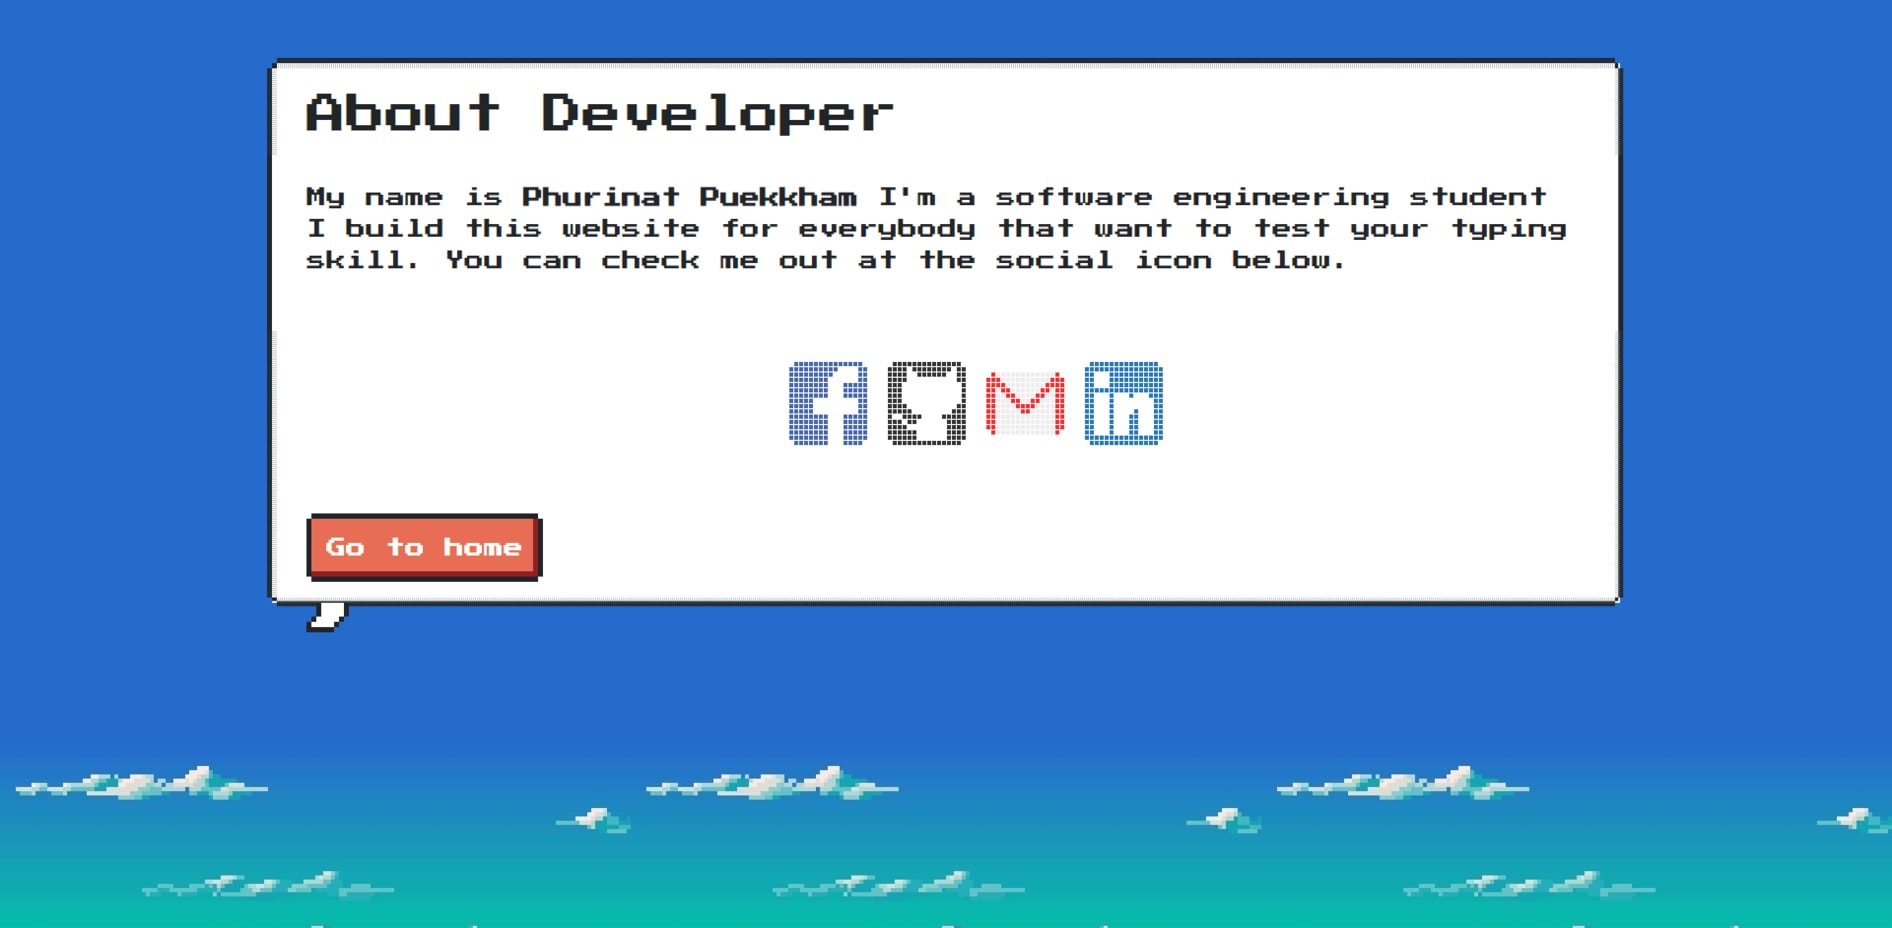 About Developer
My name is Phurinat Puekkham I'm a software engineering student
I build this website for everybody that want to test your typing
skill. You can check me out at the social icon below.
Go to home